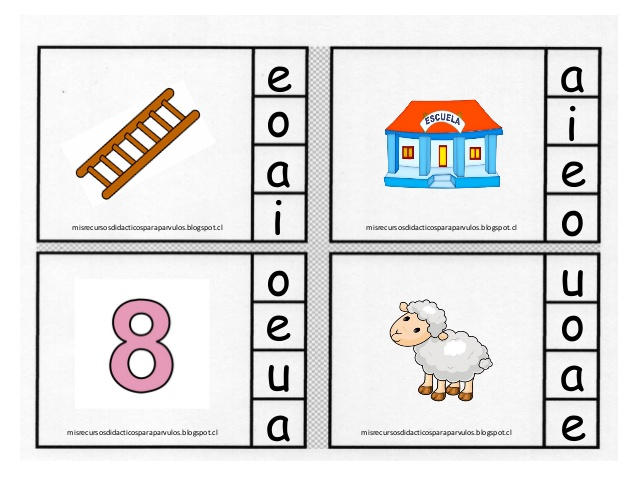 e
o
a
i
misrecursosdidacticosparaparvulos.blogspot.cl
ESCUELA
a
i
e
o
misrecursosdidacticosparaparvulos.blogspot.cl
8
o
e
u
a
misrecursosdidacticosparaparvulos.blogspot.cl
u
o
a
e
misrecursosdidacticosparaparvulos.blogspot.cl